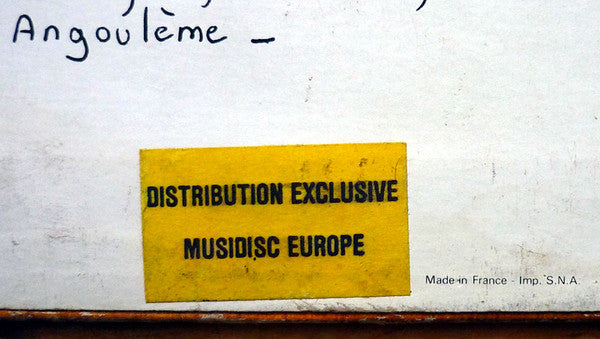 Angoulême -
DISTRIBUTION EXCLUSIVE
MUSIDISC EUROPE
Made in France - Imp. S.N.A.